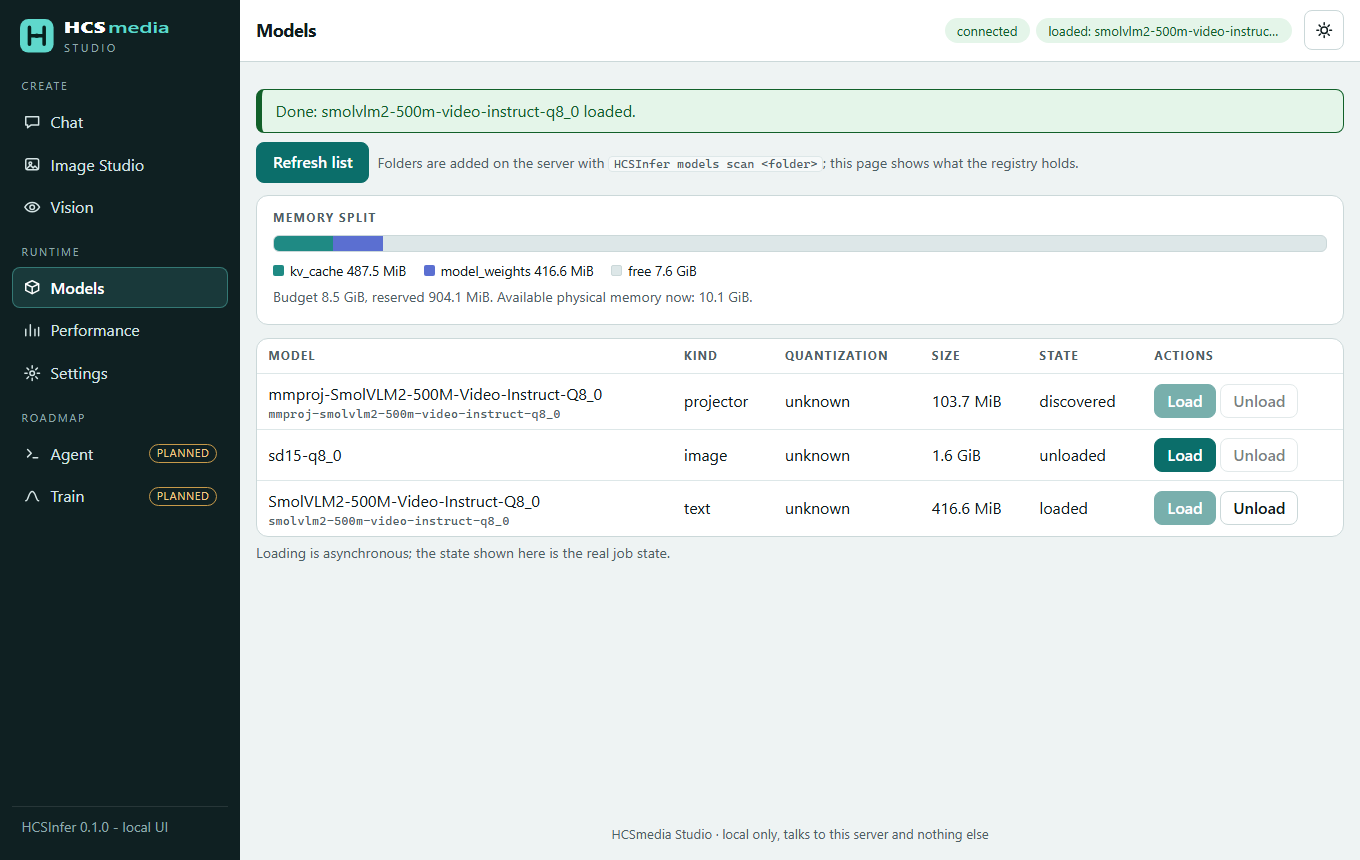 HCSmedia
STUDIO
CREATE
Chat
Image Studio
Vision
RUNTIME
Models
Performance
Settings
ROADMAP
Agent PLANNED
Train PLANNED
HCSInfer 0.1.0 - local UI
Models connected loaded: smolvlm2-500m-video-instruc...
Done: smolvlm2-500m-video-instruct-q8_0 loaded.
Refresh list Folders are added on the server with HCSInfer models scan <folder>; this page shows what the registry holds.
MEMORY SPLIT
kv_cache 487.5 MiB model_weights 416.6 MiB free 7.6 GiB
Budget 8.5 GiB, reserved 904.1 MiB. Available physical memory now: 10.1 GiB.
MODEL KIND QUANTIZATION SIZE STATE ACTIONS
mmproj-SmolVLM2-500M-Video-Instruct-Q8_0 projector unknown 103.7 MiB discovered Load Unload
mmproj-smolvlm2-500m-video-instruct-q8_0
sd15-q8_0 image unknown 1.6 GiB unloaded Load Unload
SmolVLM2-500M-Video-Instruct-Q8_0 text unknown 416.6 MiB loaded Load Unload
smolvlm2-500m-video-instruct-q8_0
Loading is asynchronous; the state shown here is the real job state.
HCSmedia Studio · local only, talks to this server and nothing else